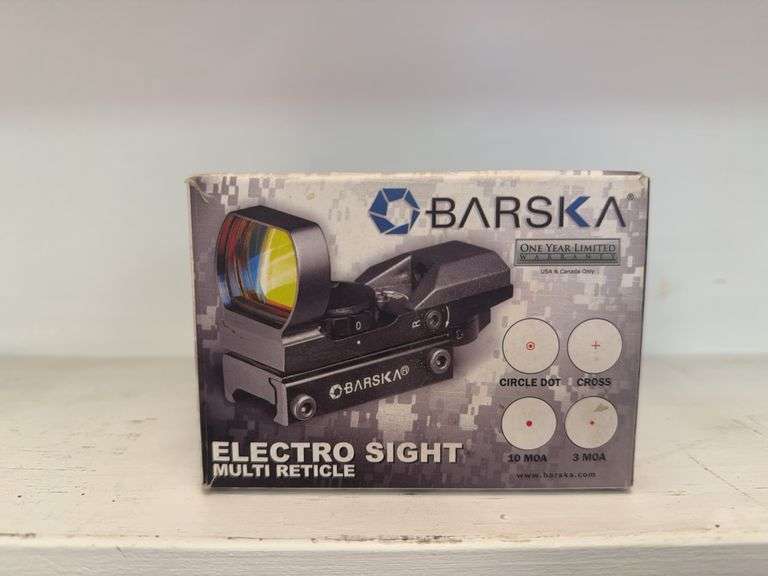 BARSKA®
ONE YEAR LIMITED
WARRANTY
USA & Canada Only
D
R
BARSKA®
CIRCLE DOT
CROSS
10 MOA
3 MOA
ELECTRO SIGHT
MULTI RETICLE
www.barska.com